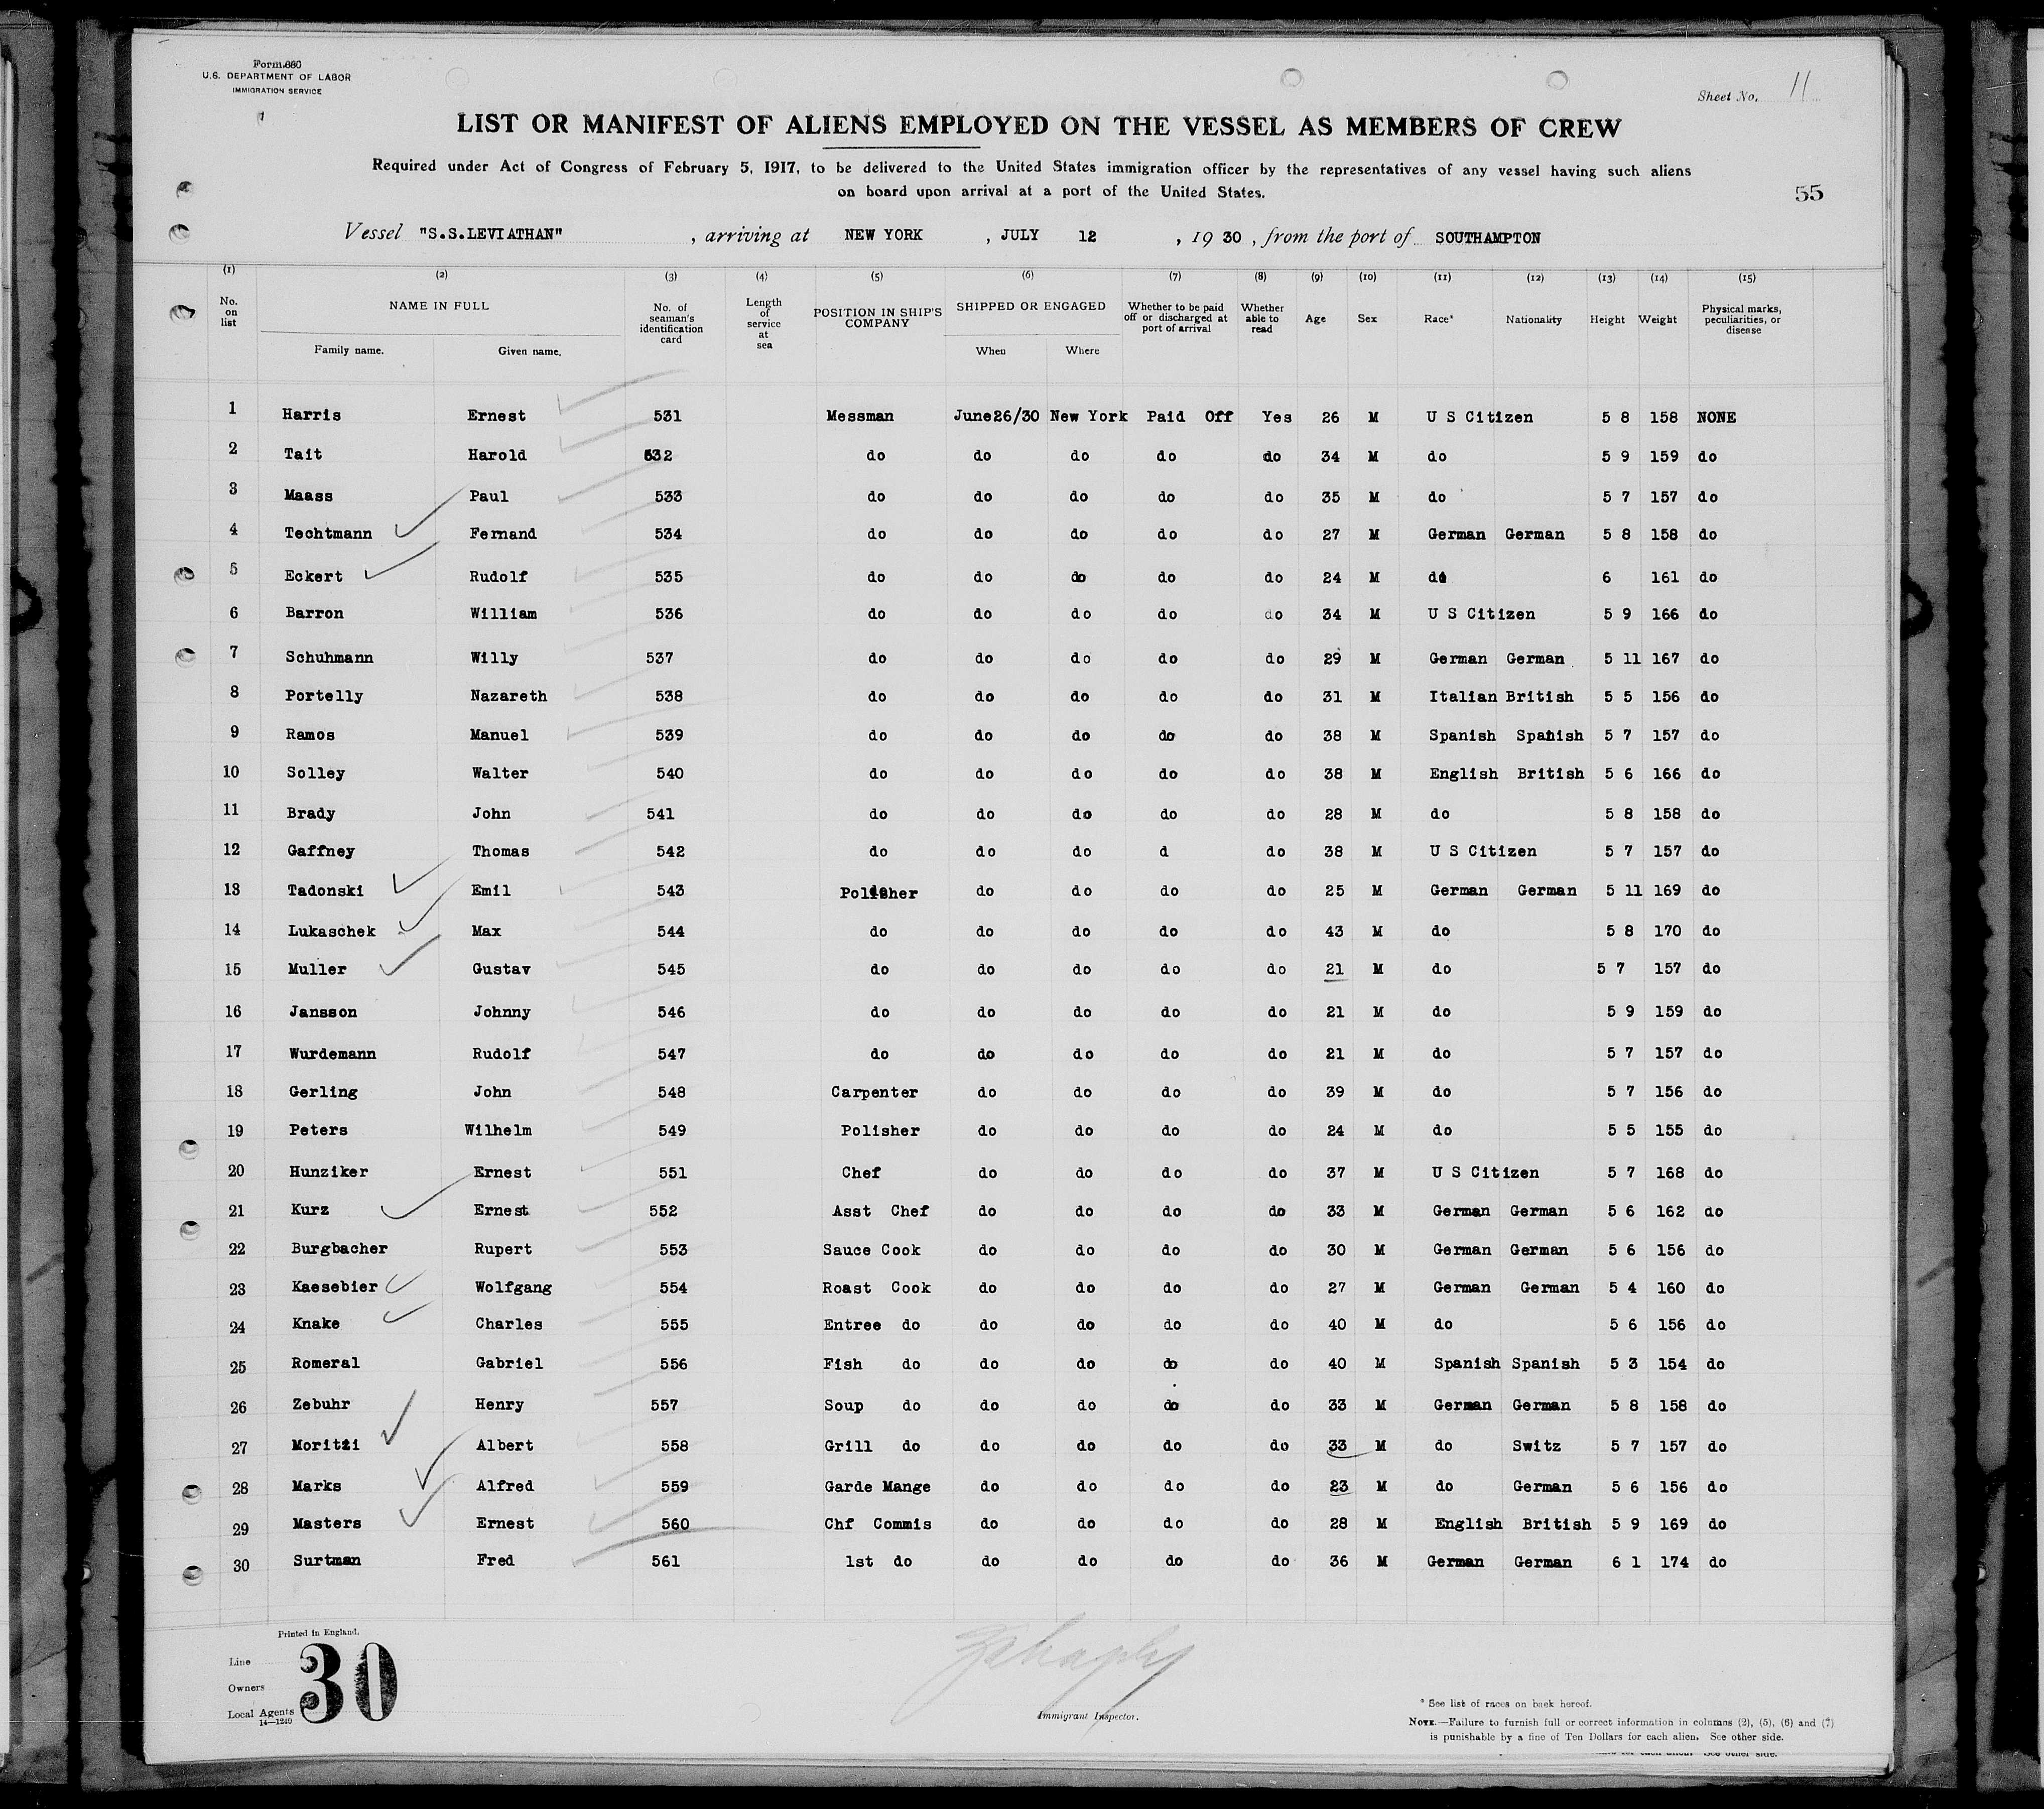 Form 680
U.S. DEPARTMENT OF LABOR
IMMIGRATION SERVICE
Sheet No. 11
LIST OR MANIFEST OF ALIENS EMPLOYED ON THE VESSEL AS MEMBERS OF CREW
Required under Act of Congress of February 5, 1917, to be delivered to the United States immigration officer by the representatives of any vessel having such aliens
on board upon arrival at a port of the United States.
55
Vessel "S.S.LEVIATHAN" , arriving at NEW YORK , JULY 12 , 19 30 , from the port of SOUTHAMPTON
(1) (2) (3) (4) (5) (6) (7) (8) (9) (10) (11) (12) (13) (14) (15)
No. on list NAME IN FULL Family name. Given name. No. of seaman's identification card Length of service at sea POSITION IN SHIP'S COMPANY SHIPPED OR ENGAGED When Where Whether to be paid off or discharged at port of arrival Whether able to read Age Sex Race* Nationality Height Weight Physical marks, peculiarities, or disease
1 Harris Ernest 531 Messman June26/30 New York Paid Off Yes 26 M U S Citizen 5 8 158 NONE
2 Tait Harold 532 do do do do do 34 M do 5 9 159 do
3 Maass Paul 533 do do do do do 35 M do 5 7 157 do
4 Techtmann Fernand 534 do do do do do 27 M German German 5 8 158 do
5 Eckert Rudolf 535 do do do do do 24 M do 6 161 do
6 Barron William 536 do do do do do 34 M U S Citizen 5 9 166 do
7 Schuhmann Willy 537 do do do do do 29 M German German 5 11 167 do
8 Portelly Nazareth 538 do do do do do 31 M Italian British 5 5 156 do
9 Ramos Manuel 539 do do do do do 38 M Spanish Spanish 5 7 157 do
10 Solley Walter 540 do do do do do 38 M English British 5 6 166 do
11 Brady John 541 do do do do do 28 M do 5 8 158 do
12 Gaffney Thomas 542 do do do d do 38 M U S Citizen 5 7 157 do
13 Tadonski Emil 543 Polisher do do do do 25 M German German 5 11 169 do
14 Lukaschek Max 544 do do do do do 43 M do 5 8 170 do
15 Muller Gustav 545 do do do do do 21 M do 5 7 157 do
16 Jansson Johnny 546 do do do do do 21 M do 5 9 159 do
17 Wurdemann Rudolf 547 do do do do do 21 M do 5 7 157 do
18 Gerling John 548 Carpenter do do do do 39 M do 5 7 156 do
19 Peters Wilhelm 549 Polisher do do do do 24 M do 5 5 155 do
20 Hunziker Ernest 551 Chef do do do do 37 M U S Citizen 5 7 168 do
21 Kurz Ernest 552 Asst Chef do do do do 33 M German German 5 6 162 do
22 Burgbacher Rupert 553 Sauce Cook do do do do 30 M German German 5 6 156 do
23 Kaesebier Wolfgang 554 Roast Cook do do do do 27 M German German 5 4 160 do
24 Knake Charles 555 Entree do do do do do 40 M do 5 6 156 do
25 Romeral Gabriel 556 Fish do do do do do 40 M Spanish Spanish 5 3 154 do
26 Zebuhr Henry 557 Soup do do do do do 33 M German German 5 8 158 do
27 Moritzi Albert 558 Grill do do do do do 33 M do Switz 5 7 157 do
28 Marks Alfred 559 Garde Mange do do do do 23 M do German 5 6 156 do
29 Masters Ernest 560 Chf Commis do do do do 28 M English British 5 9 169 do
30 Surtman Fred 561 1st do do do do do 36 M German German 6 1 174 do
Printed in England.
Line
Owners
Local Agents
14—1240
30
Immigrant Inspector.
* See list of races on back hereof.
NOTE.—Failure to furnish full or correct information in columns (2), (5), (6) and (7)
is punishable by a fine of Ten Dollars for each alien. See other side.